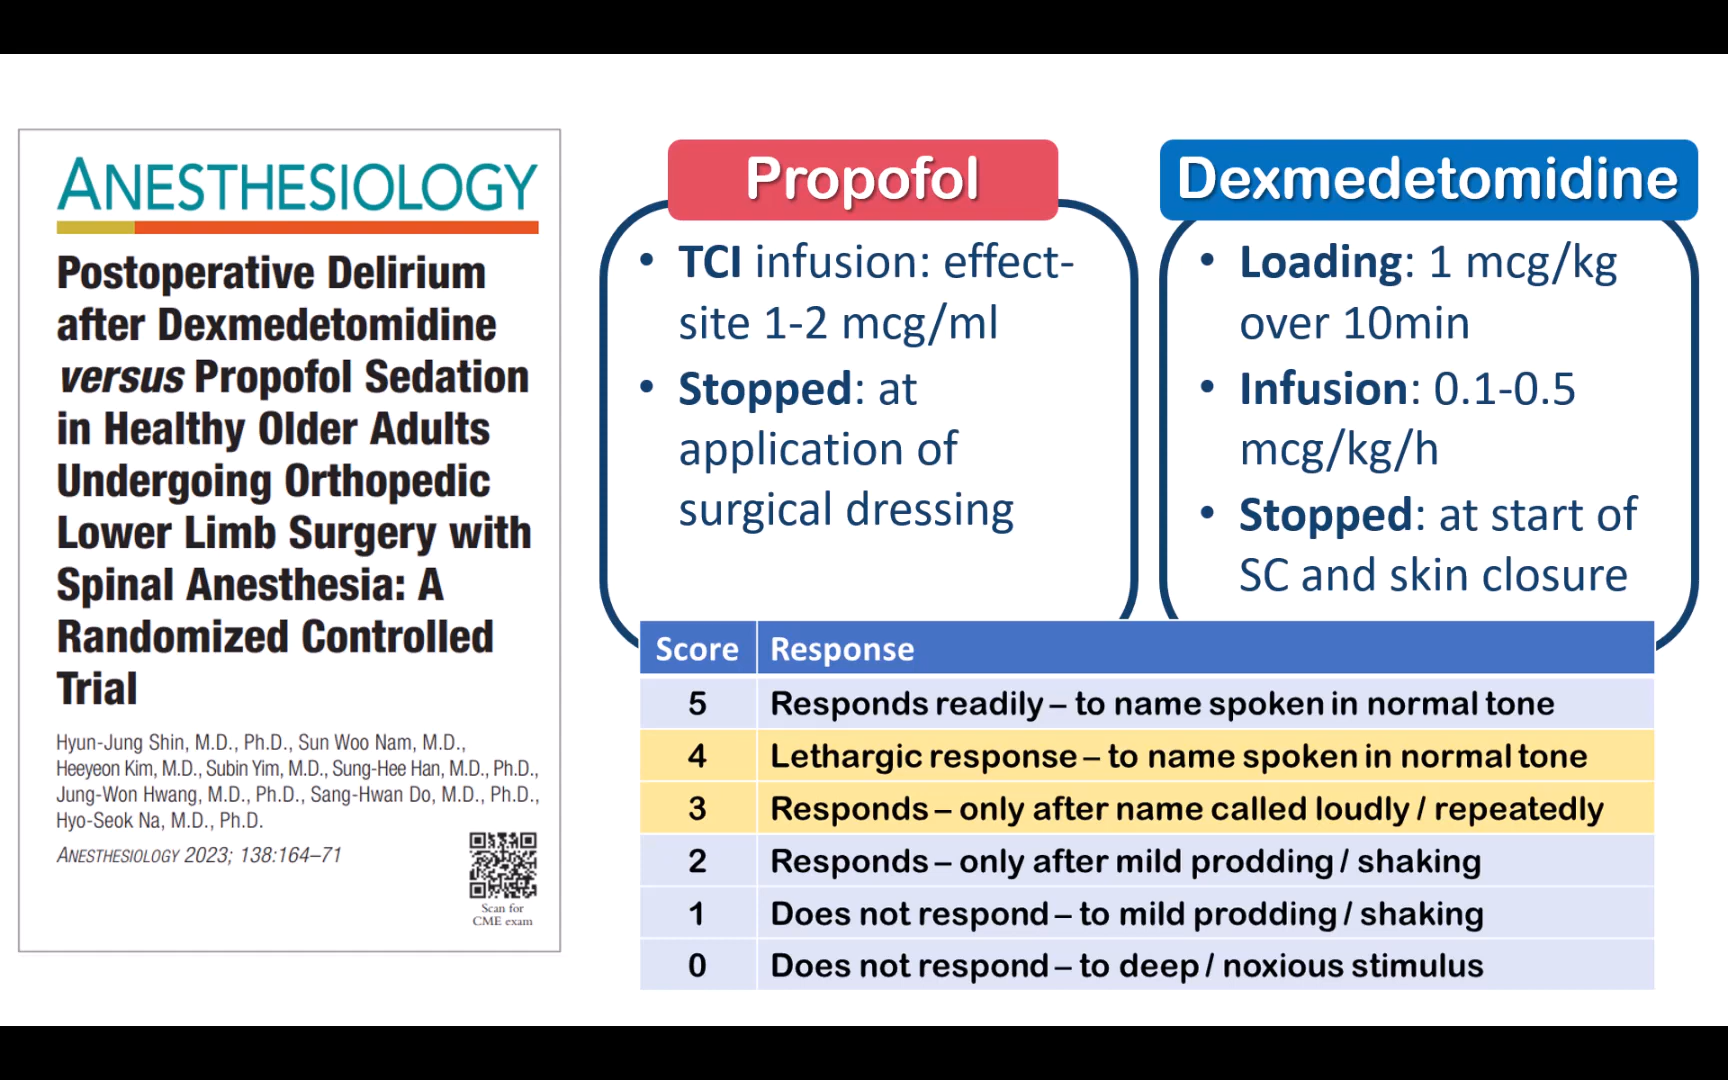 ANESTHESIOLOGY
Postoperative Delirium
after Dexmedetomidine
versus Propofol Sedation
in Healthy Older Adults
Undergoing Orthopedic
Lower Limb Surgery with
Spinal Anesthesia: A
Randomized Controlled
Trial
Hyun-Jung Shin, M.D., Ph.D., Sun Woo Nam, M.D.,
Heeyeon Kim, M.D., Subin Yim, M.D., Sung-Hee Han, M.D., Ph.D.,
Jung-Won Hwang, M.D., Ph.D., Sang-Hwan Do, M.D., Ph.D.,
Hyo-Seok Na, M.D., Ph.D.
ANESTHESIOLOGY 2023; 138:164–71
Scan for
CME exam
Propofol
• TCI infusion: effect-
site 1-2 mcg/ml
• Stopped: at
application of
surgical dressing
Dexmedetomidine
• Loading: 1 mcg/kg
over 10min
• Infusion: 0.1-0.5
mcg/kg/h
• Stopped: at start of
SC and skin closure
Score Response
5 Responds readily – to name spoken in normal tone
4 Lethargic response – to name spoken in normal tone
3 Responds – only after name called loudly / repeatedly
2 Responds – only after mild prodding / shaking
1 Does not respond – to mild prodding / shaking
0 Does not respond – to deep / noxious stimulus